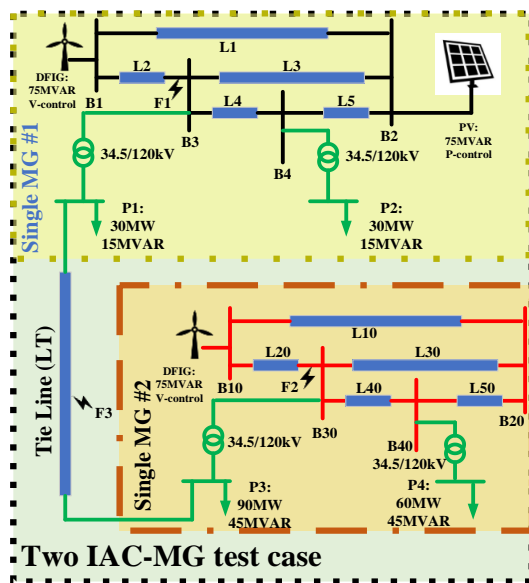 L1
DFIG:
75MVAR
V-control
L2
L3
F1
B1
L4
L5
B2
B3
B4
PV:
75MVAR
P-control
34.5/120kV
34.5/120kV
P1:
30MW
15MVAR
P2:
30MW
15MVAR
Single MG #1
Tie Line (LT)
F3
L10
DFIG:
75MVAR
V-control
L20
L30
B10
F2
L40
L50
B20
B30
B40
34.5/120kV
34.5/120kV
P3:
90MW
45MVAR
P4:
60MW
45MVAR
Single MG #2
Two IAC-MG test case